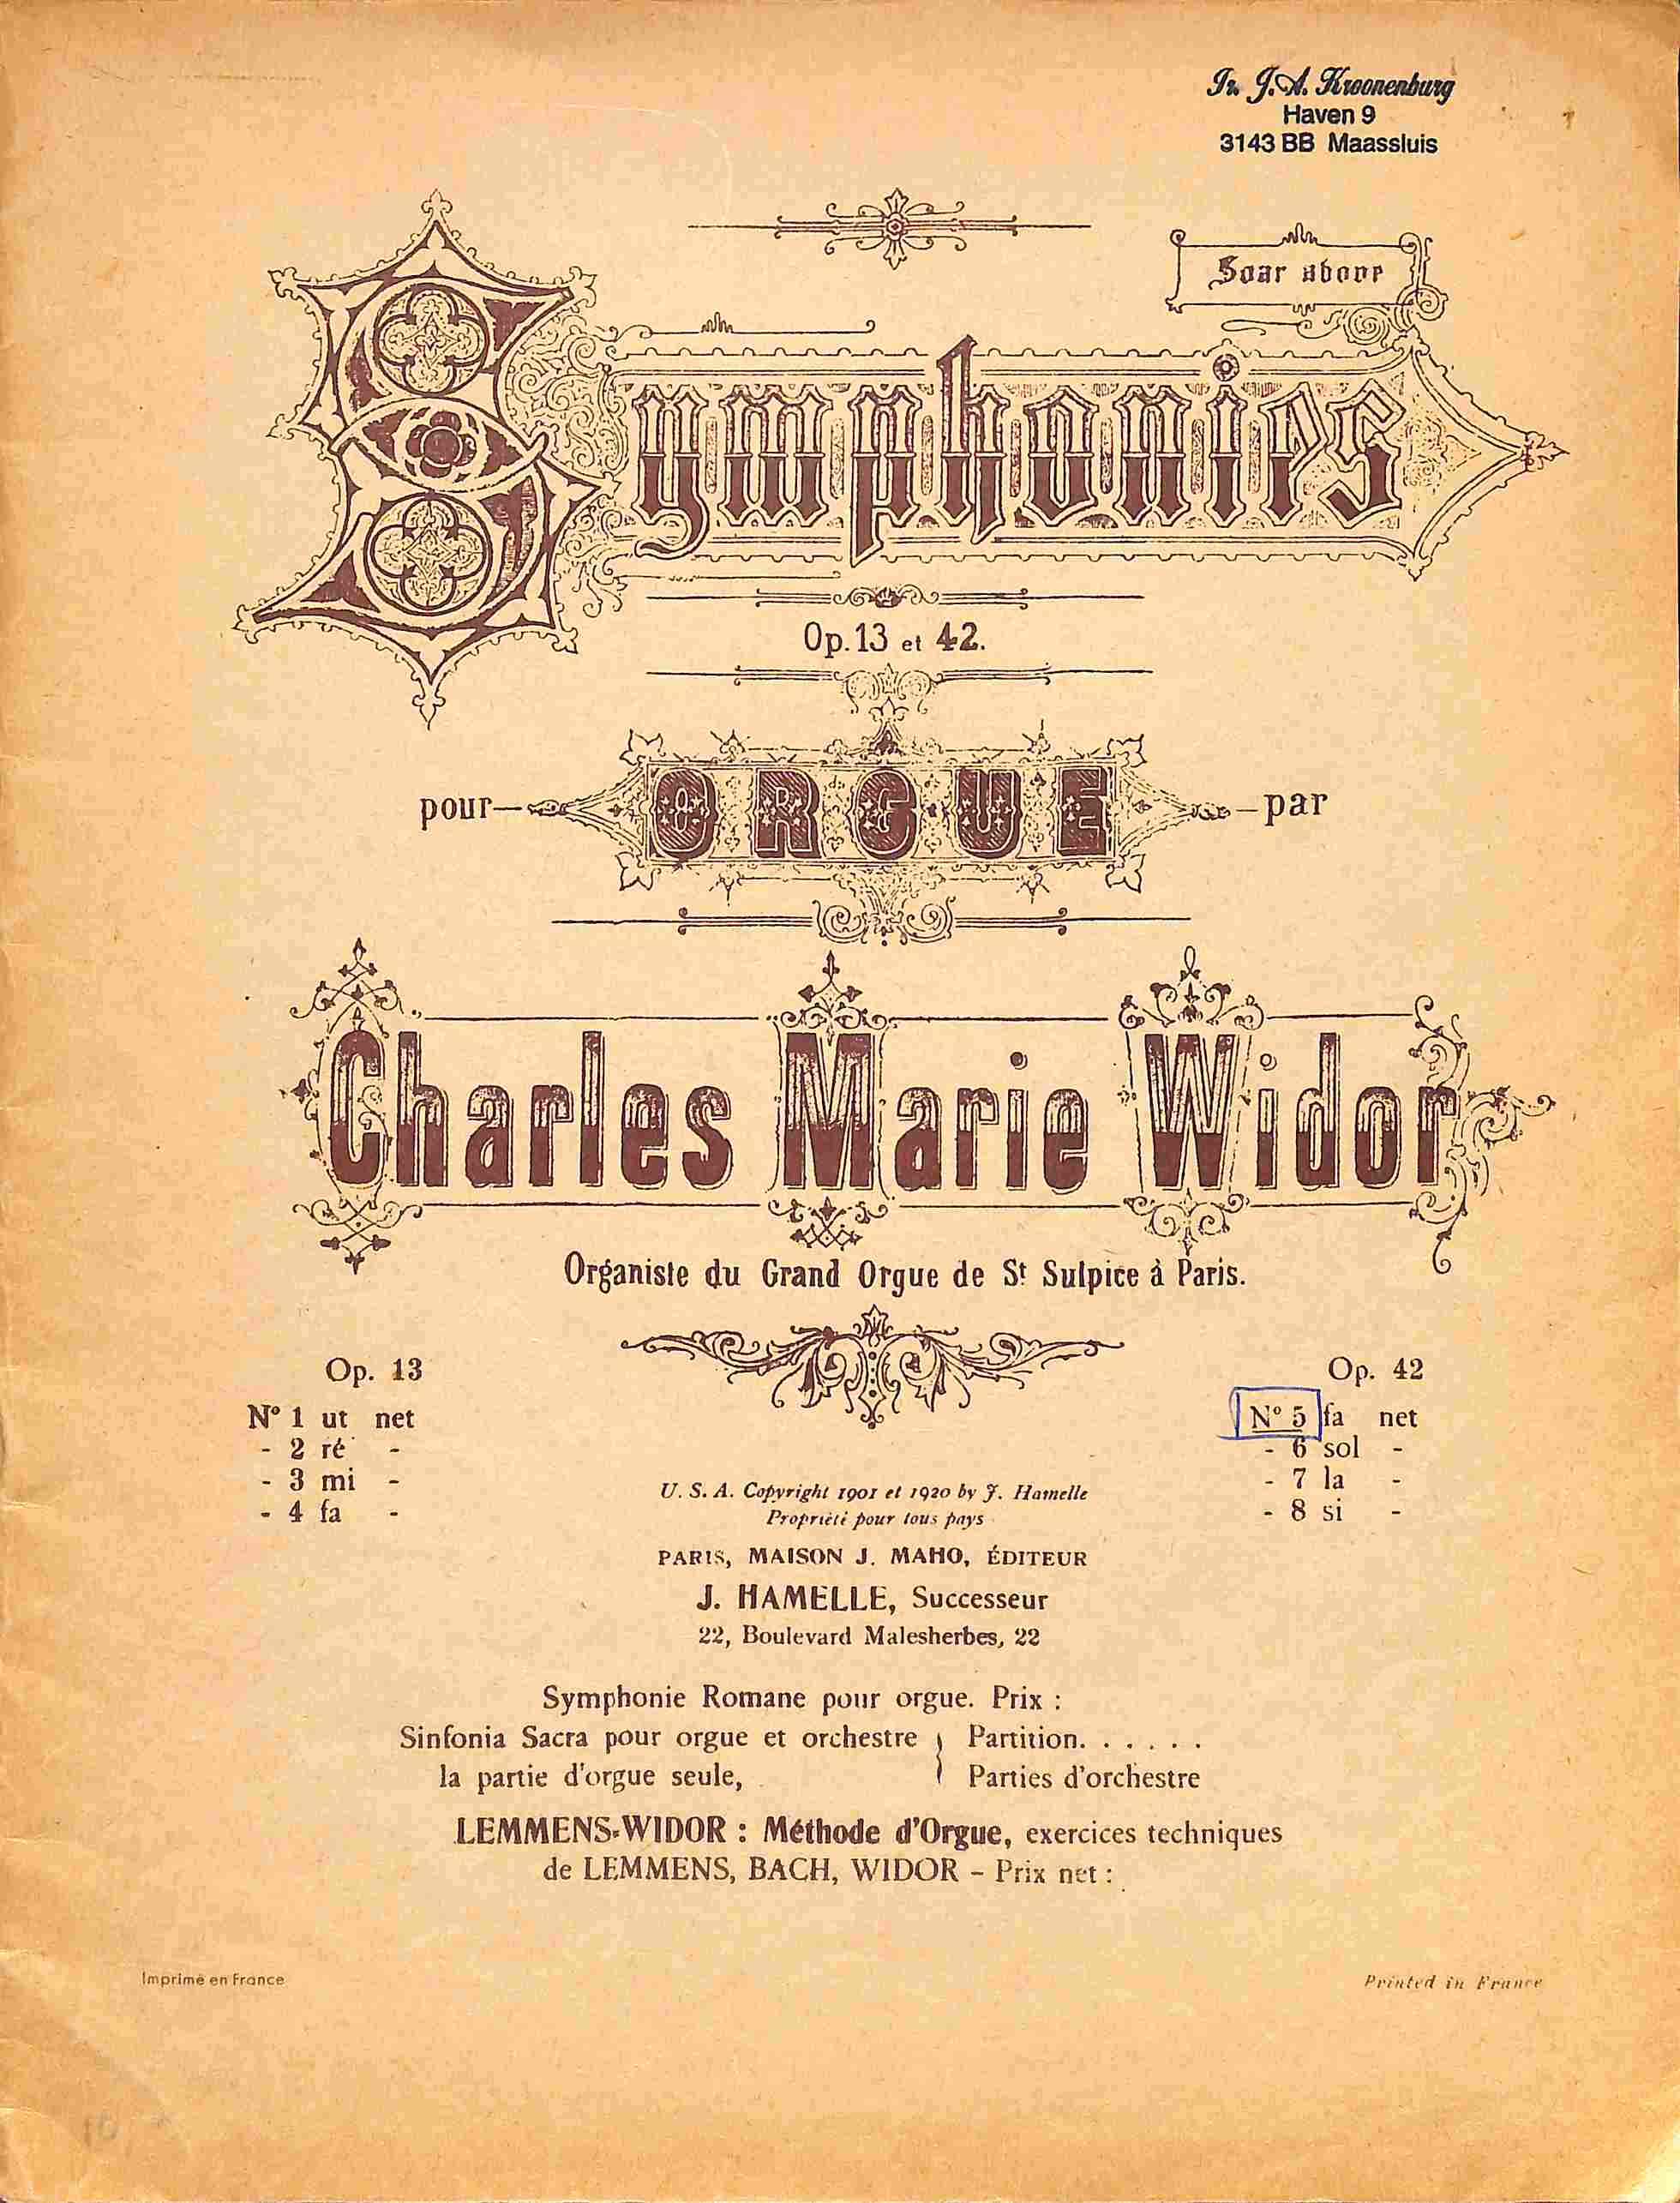 Ir. J.A. Kroonenburg
Haven 9
3143 BB Maassluis
Soar above
Symphonies
Op. 13 et 42.
pour ORGUE par
Charles Marie Widor
Organiste du Grand Orgue de St Sulpice à Paris.
Op. 13
N° 1 ut net
- 2 ré -
- 3 mi -
- 4 fa -
Op. 42
N° 5 fa net
- 6 sol -
- 7 la -
- 8 si -
U. S. A. Copyright 1901 et 1920 by J. Hamelle
Propriété pour tous pays
PARIS, MAISON J. MAHO, ÉDITEUR
J. HAMELLE, Successeur
22, Boulevard Malesherbes, 22
Symphonie Romane pour orgue. Prix :
Sinfonia Sacra pour orgue et orchestre } Partition. . . . . .
la partie d'orgue seule, Parties d'orchestre
LEMMENS-WIDOR : Méthode d'Orgue, exercices techniques
de LEMMENS, BACH, WIDOR - Prix net :
Imprimé en France
Printed in France